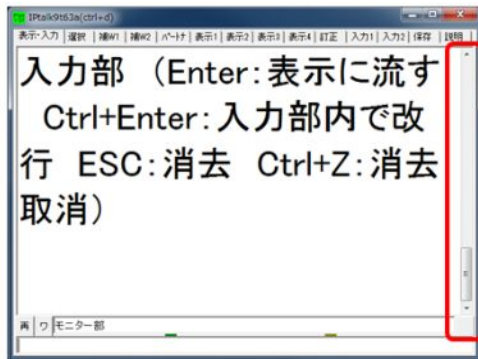 IPtalk9t63a(ctrl+d)
表示・入力 選択 補W1 補W2 パートナ 表示1 表示2 表示3 表示4 訂正 入力1 入力2 保存 説明
入力部 (Enter:表示に流す
Ctrl+Enter:入力部内で改
行 ESC:消去 Ctrl+Z:消去
取消)
再 ワ モニター部